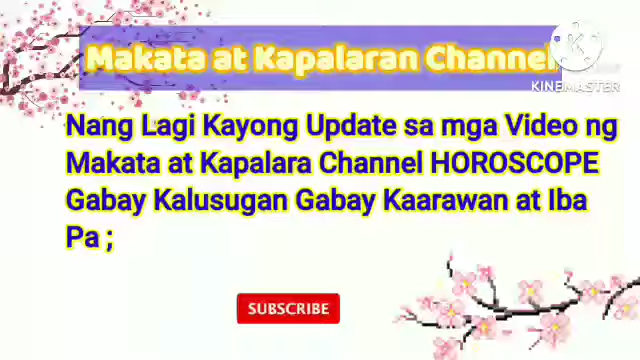 Makata at Kapalaran Channel
KINEMASTER
Nang Lagi Kayong Update sa mga Video ng
Makata at Kapalara Channel HOROSCOPE
Gabay Kalusugan Gabay Kaarawan at Iba
Pa ;
SUBSCRIBE